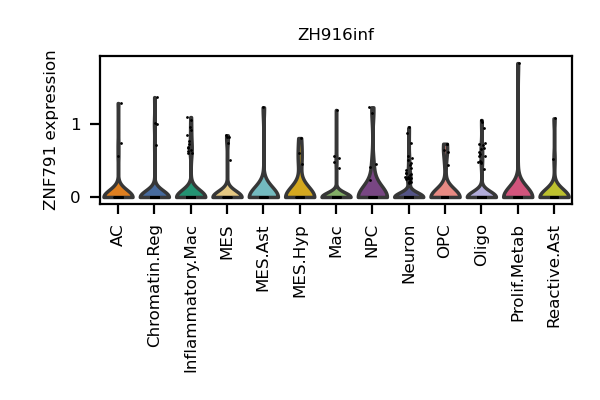 ZH916inf
ZNF791 expression
1
0
AC
Chromatin.Reg
Inflammatory.Mac
MES
MES.Ast
MES.Hyp
Mac
NPC
Neuron
OPC
Oligo
Prolif.Metab
Reactive.Ast